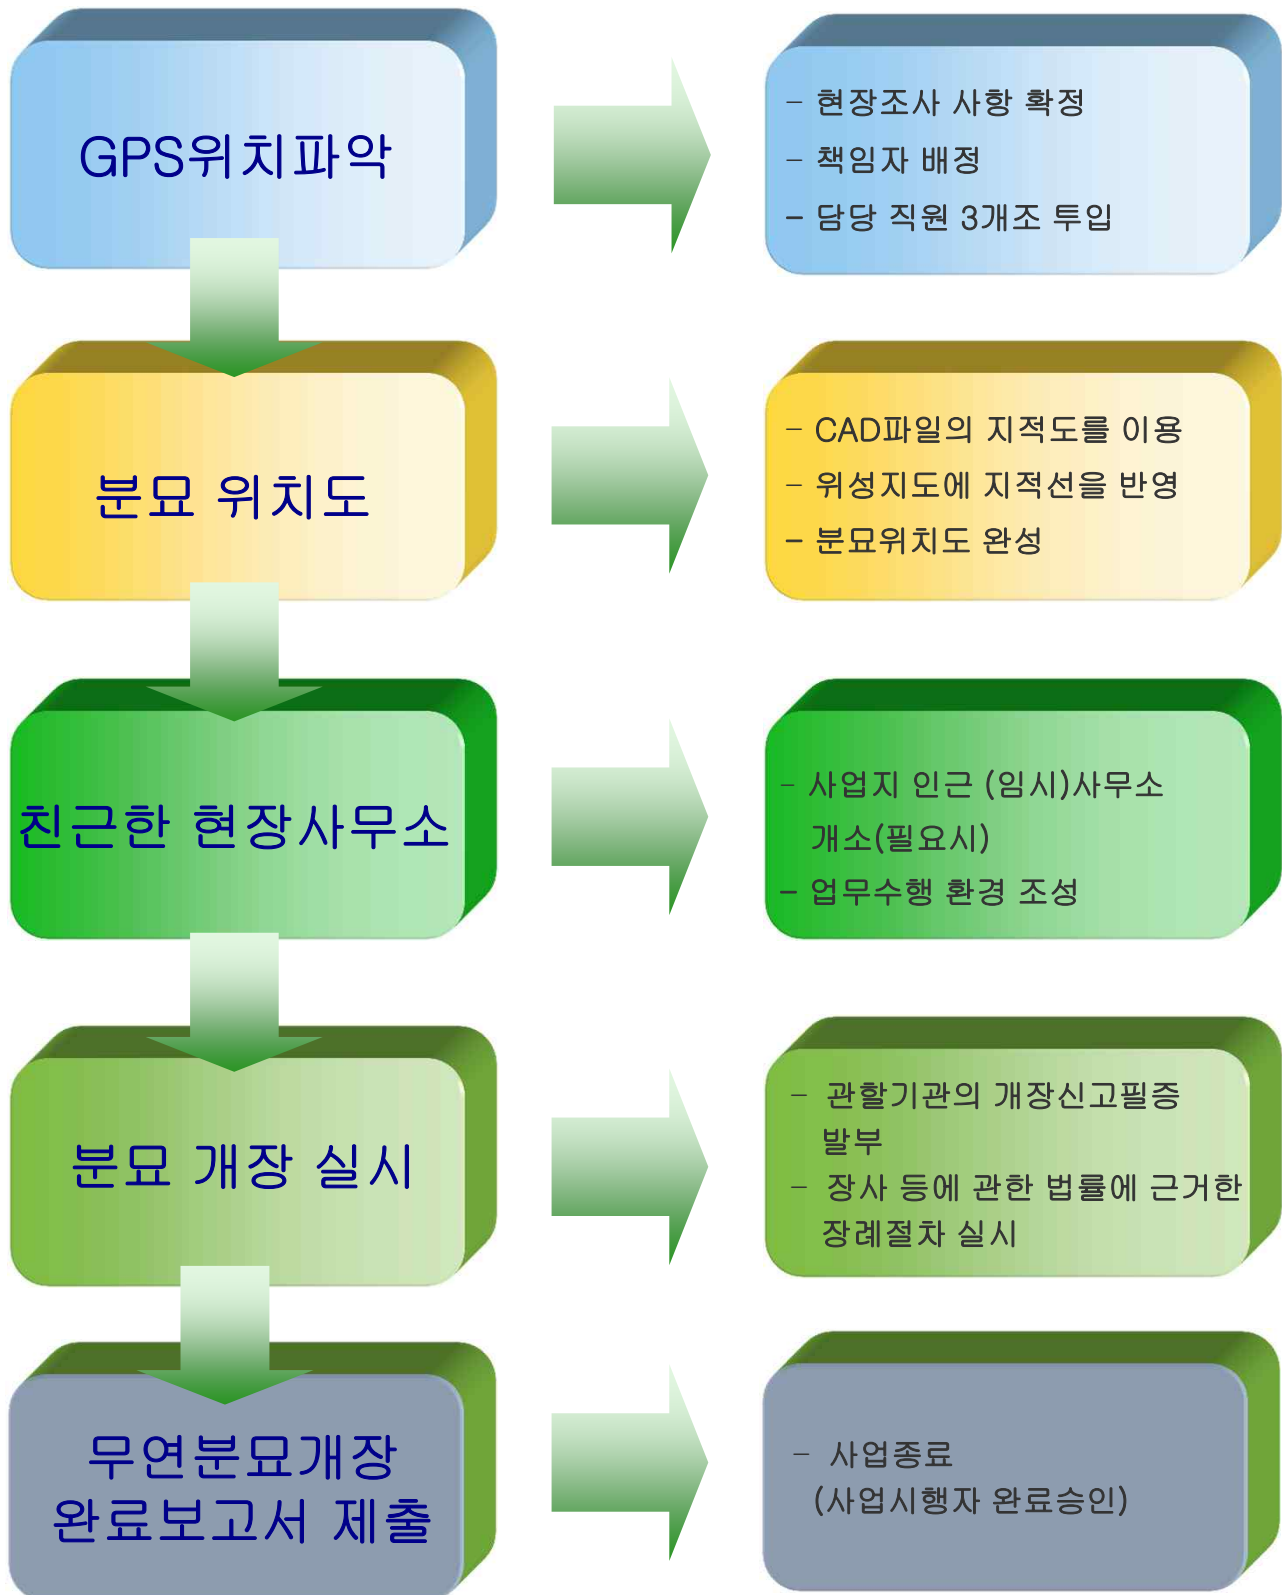 GPS위치파악
- 현장조사 사항 확정
- 책임자 배정
- 담당 직원 3개조 투입
분묘 위치도
- CAD파일의 지적도를 이용
- 위성지도에 지적선을 반영
- 분묘위치도 완성
친근한 현장사무소
- 사업지 인근 (임시)사무소
개소(필요시)
- 업무수행 환경 조성
분묘 개장 실시
- 관할기관의 개장신고필증
발부
- 장사 등에 관한 법률에 근거한
장례절차 실시
무연분묘개장
완료보고서 제출
- 사업종료
(사업시행자 완료승인)